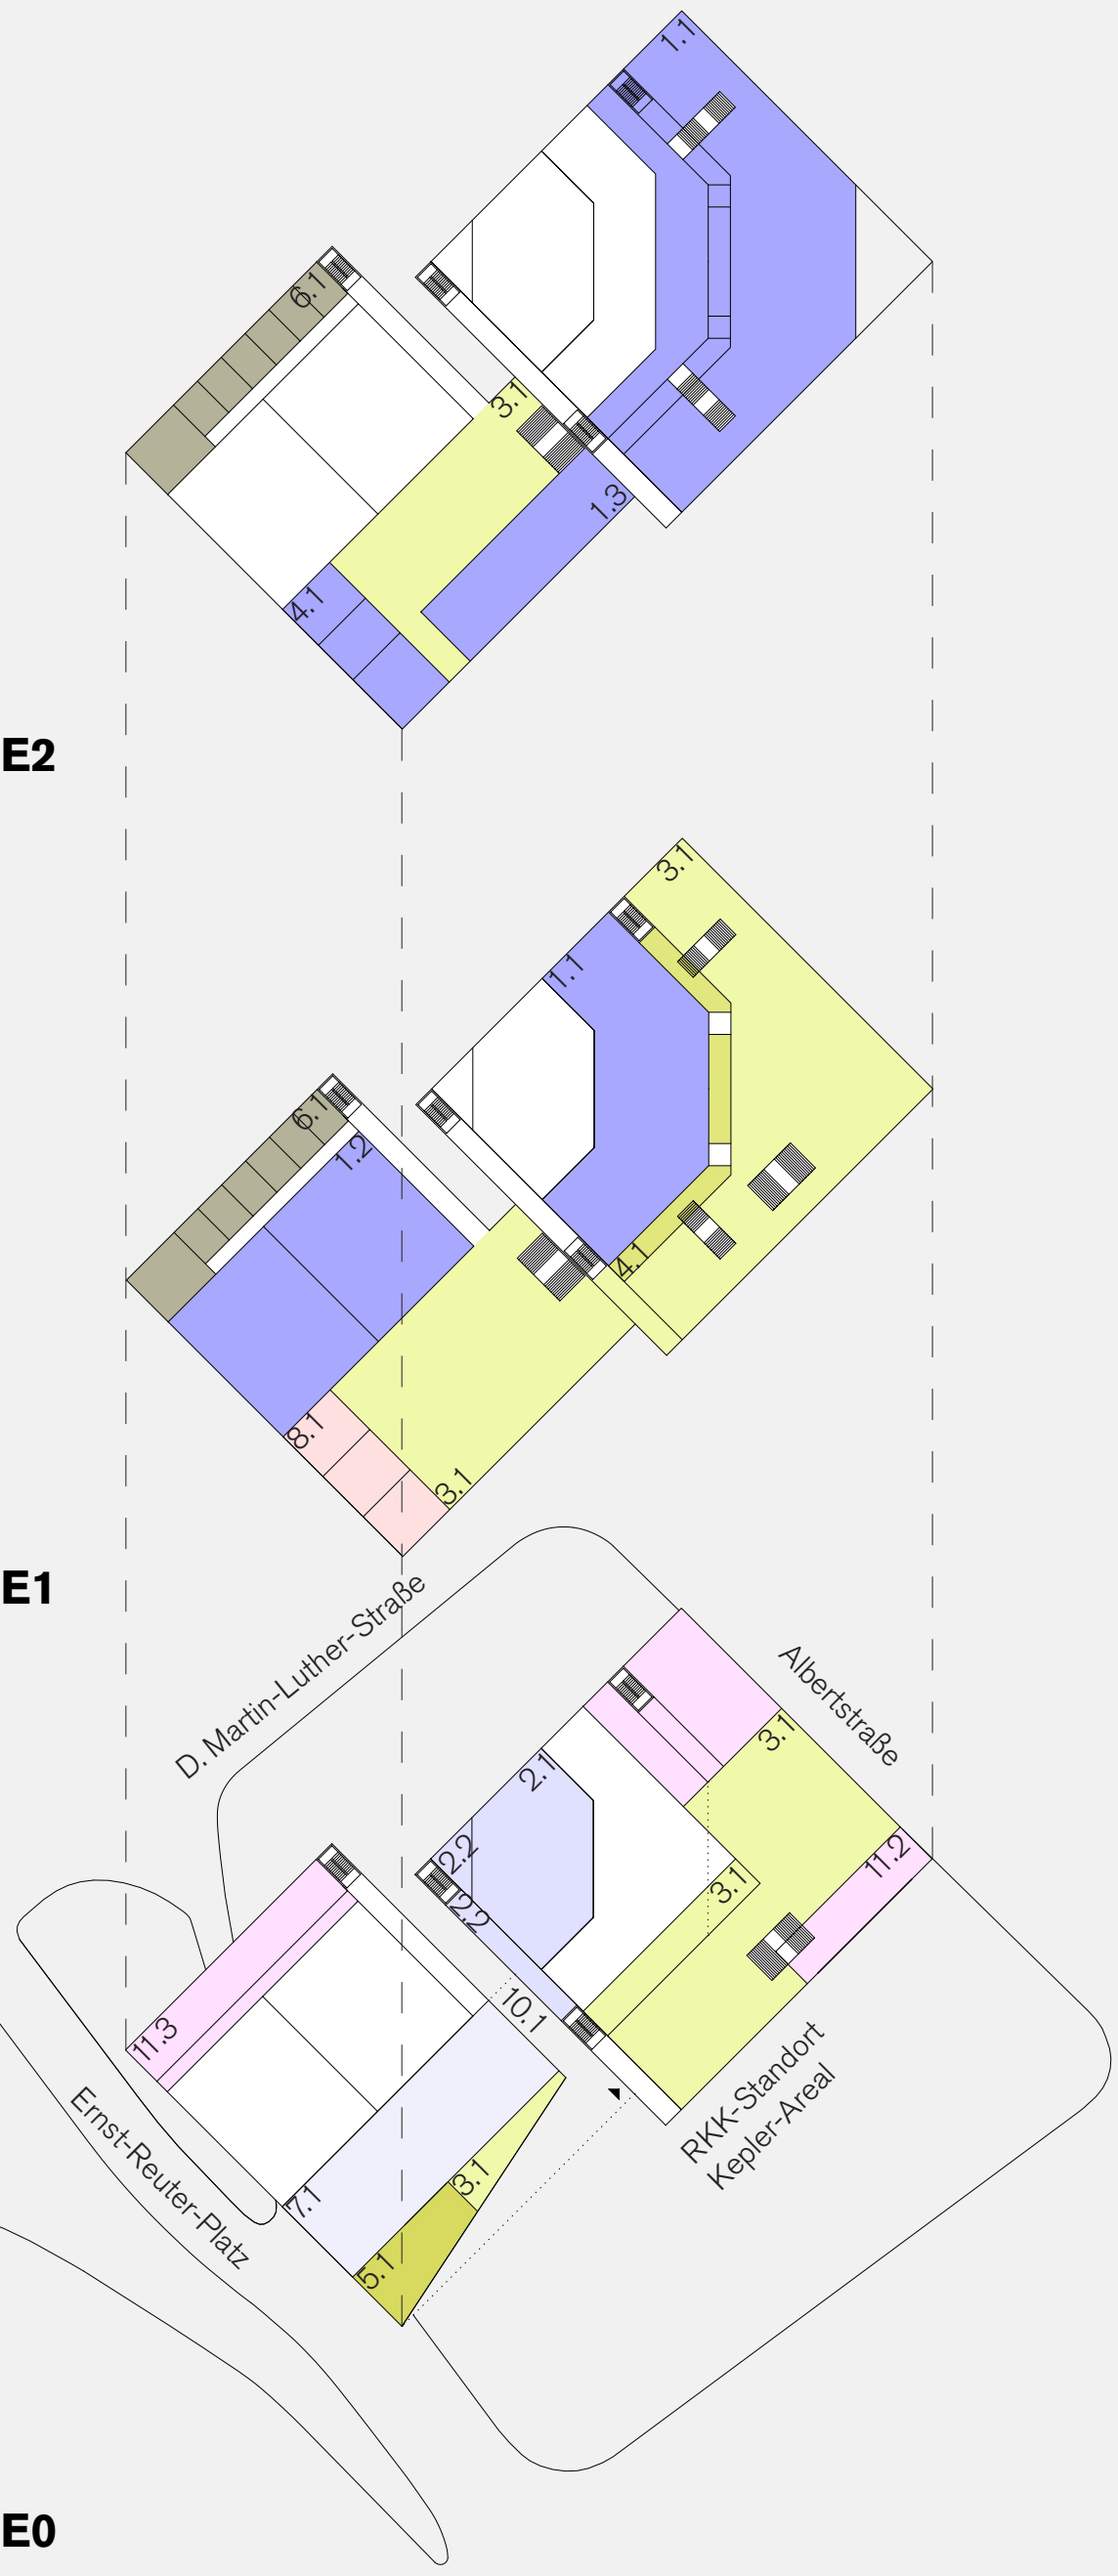 1.1
6.1
3.1
1.3
4.1
E2
3.1
1.1
6.1
1.2
4.1
8.1
3.1
E1
D. Martin-Luther-Straße
Albertstraße
3.1
2.1
2.2
11.2
3.1
2.2
10.1
11.3
RKK-Standort
Kepler-Areal
Ernst-Reuter-Platz
7.1
3.1
5.1
E0